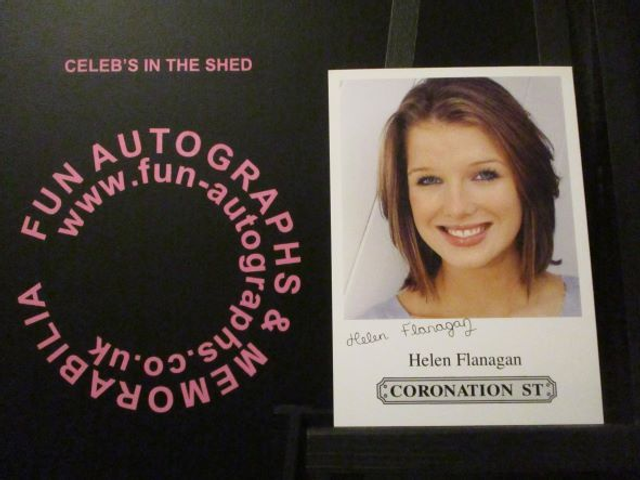 CELEB'S IN THE SHED
FUN AUTOGRAPHS & MEMORABILIA
www.fun-autographs.co.uk
Helen Flanagan
Helen Flanagan
CORONATION ST